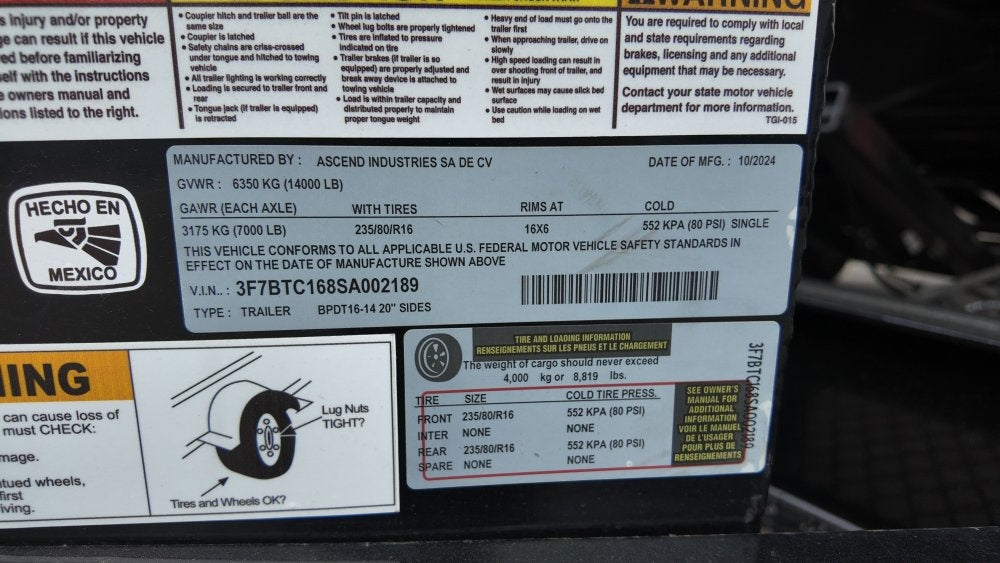 s injury and/or property
ge can result if this vehicle
ed before familiarizing
elf with the instructions
e owners manual and
ons listed to the right.
• Coupler hitch and trailer ball are the
same size
• Coupler is latched
• Safety chains are criss-crossed
under tongue and hitched to towing
vehicle
• All trailer lighting is working correctly
• Loading is secured to trailer front and
rear
• Tongue jack (if trailer is equipped)
is retracted
• Tilt pin is latched
• Wheel lug bolts are properly tightened
• Tires are inflated to pressure
indicated on tire
• Trailer brakes (if trailer is so
equipped) are properly adjusted and
break away device is attached to
towing vehicle
• Load is within trailer capacity and
distributed properly to maintain
proper tongue weight
• Heavy end of load must go onto the
trailer first
• When approaching trailer, drive on
slowly
• High speed loading can result in
over shooting front of trailer, and
result in injury
• Wet surfaces may cause slick bed
surface
• Use caution while loading on wet
bed
WARNING
You are required to comply with local
and state requirements regarding
brakes, licensing and any additional
equipment that may be necessary.
Contact your state motor vehicle
department for more information.
TGI-015
HECHO EN
MEXICO
MANUFACTURED BY : ASCEND INDUSTRIES SA DE CV DATE OF MFG. : 10/2024
GVWR : 6350 KG (14000 LB)
GAWR (EACH AXLE) WITH TIRES RIMS AT COLD
3175 KG (7000 LB) 235/80/R16 16X6 552 KPA (80 PSI) SINGLE
THIS VEHICLE CONFORMS TO ALL APPLICABLE U.S. FEDERAL MOTOR VEHICLE SAFETY STANDARDS IN
EFFECT ON THE DATE OF MANUFACTURE SHOWN ABOVE
V.I.N.. : 3F7BTC168SA002189
TYPE : TRAILER BPDT16-14 20" SIDES
ING
can cause loss of
must CHECK:
mage.
tued wheels,
first
iving.
Lug Nuts
TIGHT?
Tires and Wheels OK?
TIRE AND LOADING INFORMATION
RENSEIGNEMENTS SUR LES PNEUS ET LE CHARGEMENT
The weight of cargo should never exceed
4,000 kg or 8,819 lbs.
TIRE SIZE COLD TIRE PRESS.
FRONT 235/80/R16 552 KPA (80 PSI)
INTER NONE NONE
REAR 235/80/R16 552 KPA (80 PSI)
SPARE NONE NONE
SEE OWNER'S
MANUAL FOR
ADDITIONAL
INFORMATION
VOIR LE MANUEL
DE L'USAGER
POUR PLUS DE
RENSEIGNEMENTS
3F7BTC168SA002189